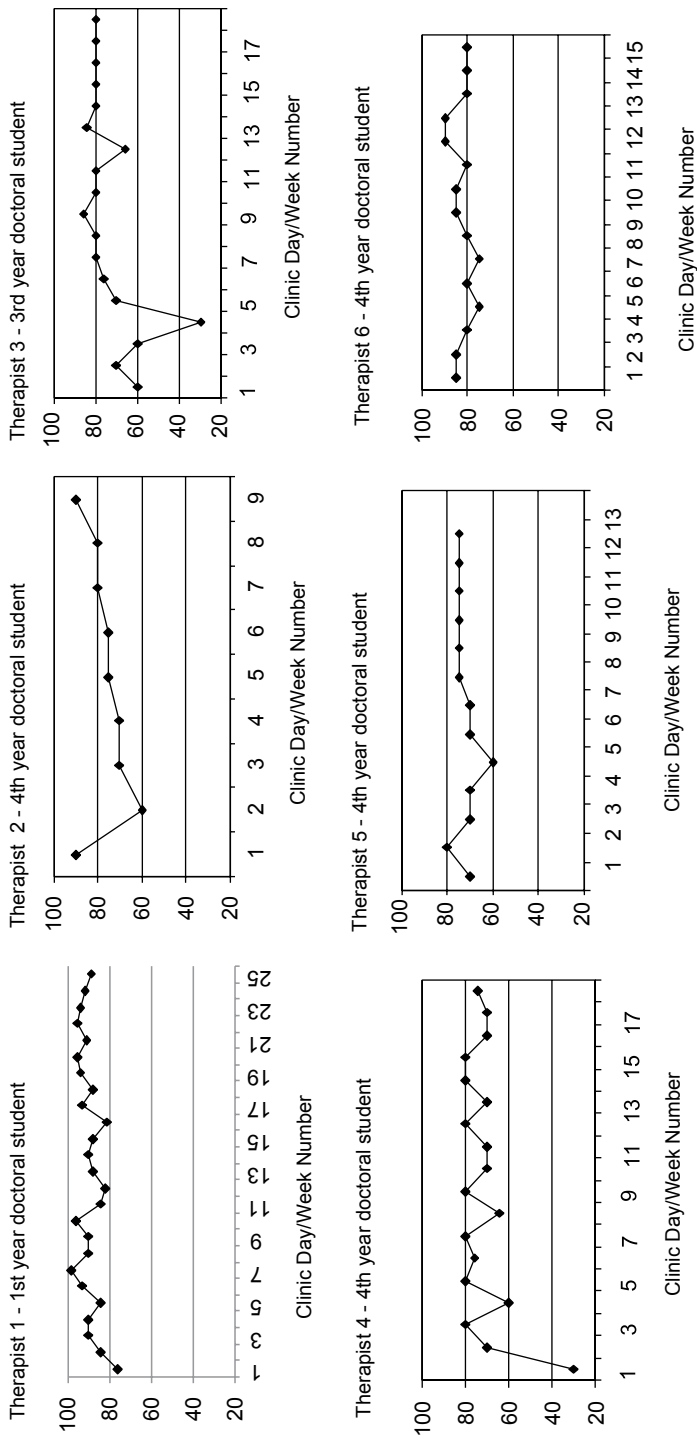 Therapist 1 - 1st year doctoral student
100
80
60
40
20
1 3 5 7 9 11 13 15 17 19 21 23 25
Clinic Day/Week Number
Therapist 2 - 4th year doctoral student
100
80
60
40
20
1 2 3 4 5 6 7 8 9
Clinic Day/Week Number
Therapist 3 - 3rd year doctoral student
100
80
60
40
20
1 3 5 7 9 11 13 15 17
Clinic Day/Week Number
Therapist 4 - 4th year doctoral student
100
80
60
40
20
1 3 5 7 9 11 13 15 17
Clinic Day/Week Number
Therapist 5 - 4th year doctoral student
100
80
60
40
20
1 2 3 4 5 6 7 8 9 10 11 12 13
Clinic Day/Week Number
Therapist 6 - 4th year doctoral student
100
80
60
40
20
1 2 3 4 5 6 7 8 9 10 11 12 13 14 15
Clinic Day/Week Number